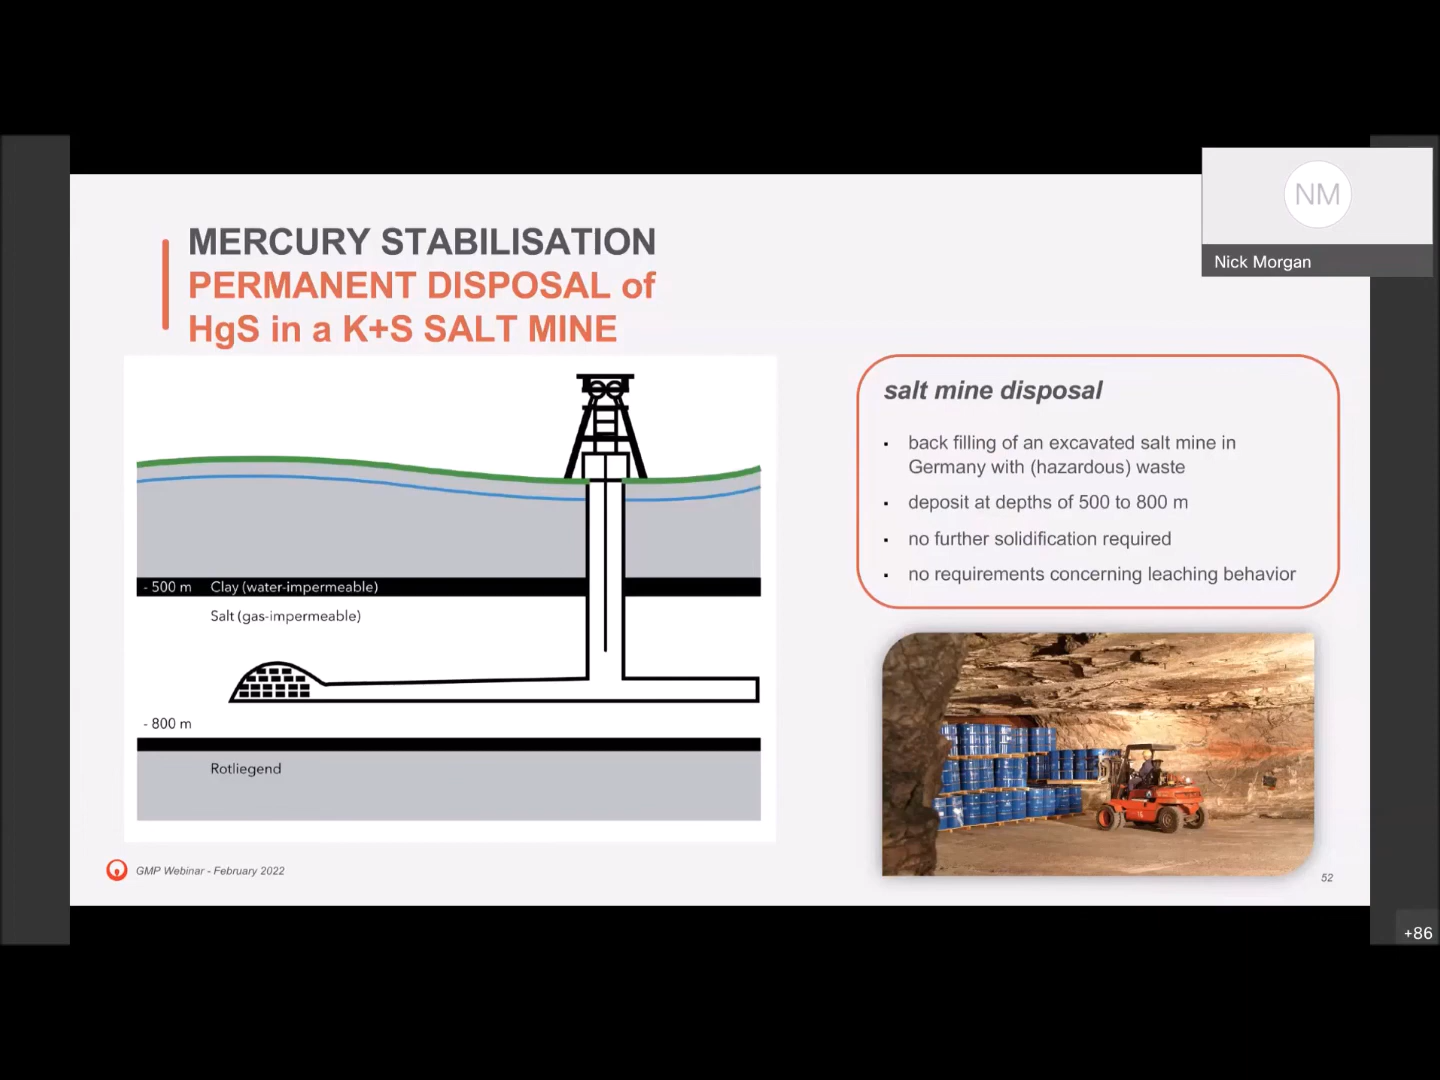 MERCURY STABILISATION
PERMANENT DISPOSAL of
HgS in a K+S SALT MINE
NM
Nick Morgan
- 500 m Clay (water-impermeable)
Salt (gas-impermeable)
- 800 m
Rotliegend
salt mine disposal
▪ back filling of an excavated salt mine in
Germany with (hazardous) waste
▪ deposit at depths of 500 to 800 m
▪ no further solidification required
▪ no requirements concerning leaching behavior
GMP Webinar - February 2022
52
+86